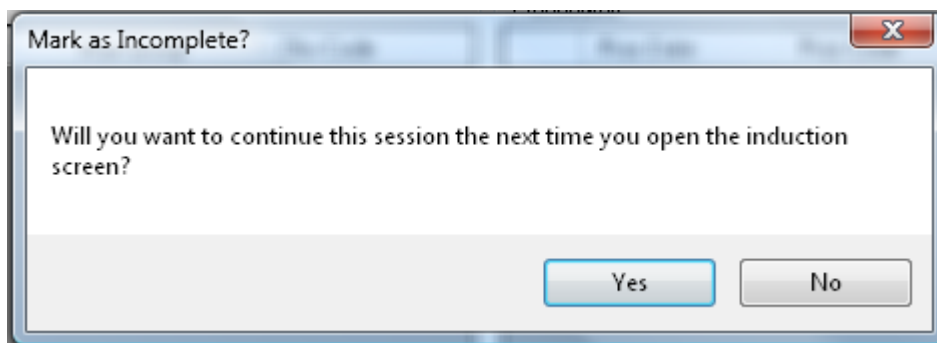 Mark as Incomplete?
Will you want to continue this session the next time you open the induction
screen?
Yes
No